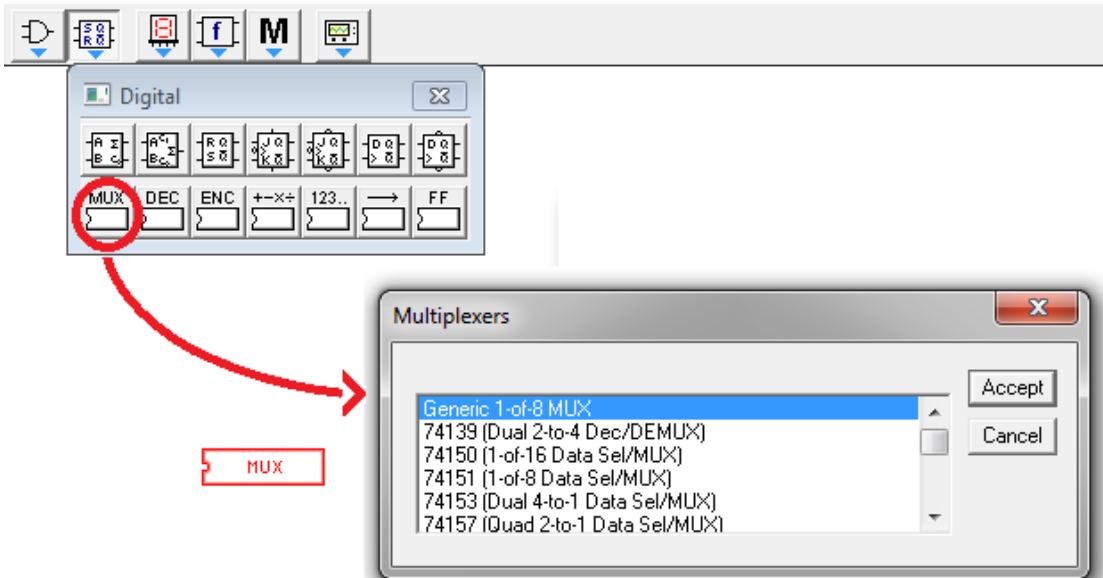 M
Digital
MUX DEC ENC +−×÷ 123.. FF
Multiplexers
Generic 1-of-8 MUX
74139 (Dual 2-to-4 Dec/DEMUX)
74150 (1-of-16 Data Sel/MUX)
74151 (1-of-8 Data Sel/MUX)
74153 (Dual 4-to-1 Data Sel/MUX)
74157 (Quad 2-to-1 Data Sel/MUX)
Accept
Cancel
MUX